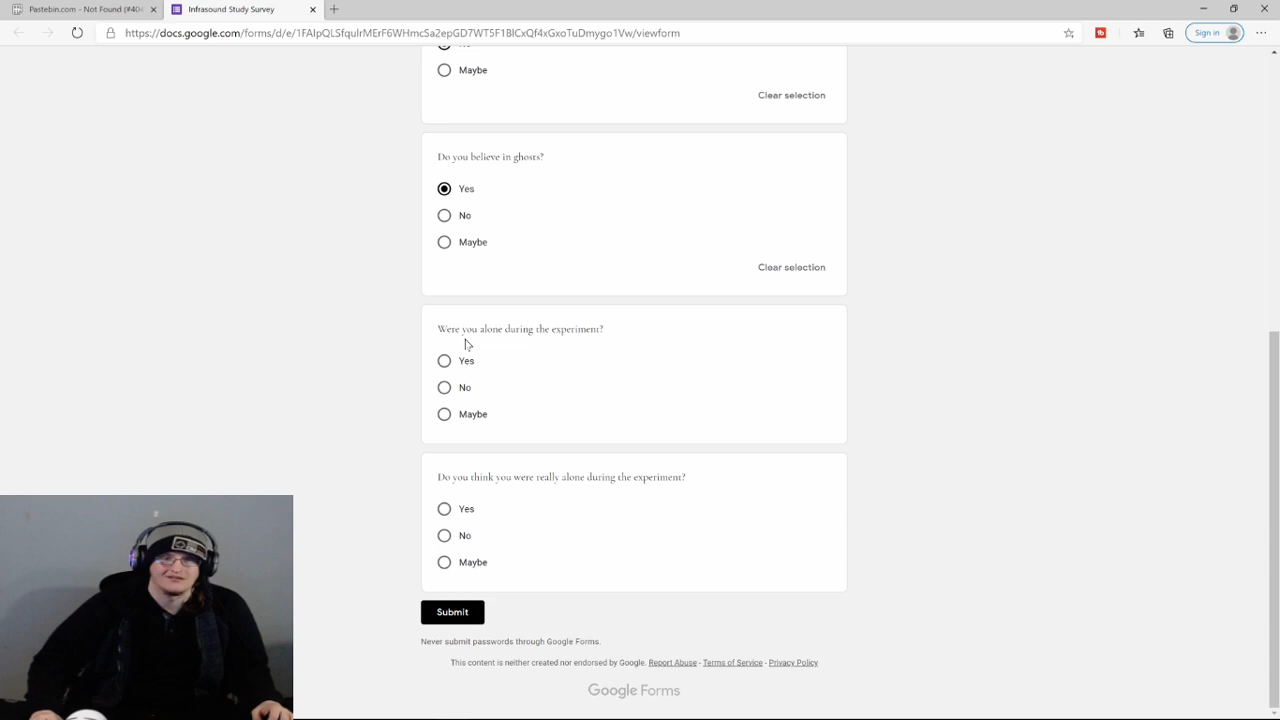 Pastebin.com - Not Found (#404
Infrasound Study Survey
https://docs.google.com/forms/d/e/1FAIpQLSfqulrMErF6WHmcSa2epGD7WT5F1BlCxQf4xGxoTuDmygo1Vw/viewform
Sign in
No
Maybe
Clear selection
Do you believe in ghosts?
Yes
No
Maybe
Clear selection
Were you alone during the experiment?
Yes
No
Maybe
Do you think you were really alone during the experiment?
Yes
No
Maybe
Submit
Never submit passwords through Google Forms.
This content is neither created nor endorsed by Google. Report Abuse - Terms of Service - Privacy Policy
Google Forms